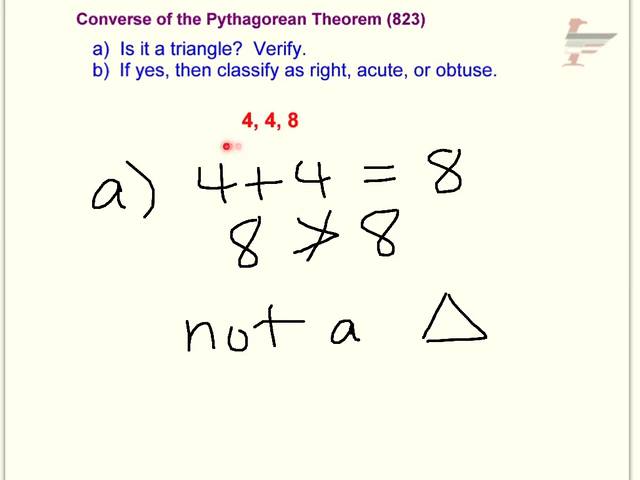 Converse of the Pythagorean Theorem (823)
a) Is it a triangle? Verify.
b) If yes, then classify as right, acute, or obtuse.
4, 4, 8
a) 4+4 = 8
8 ≯ 8
not a △